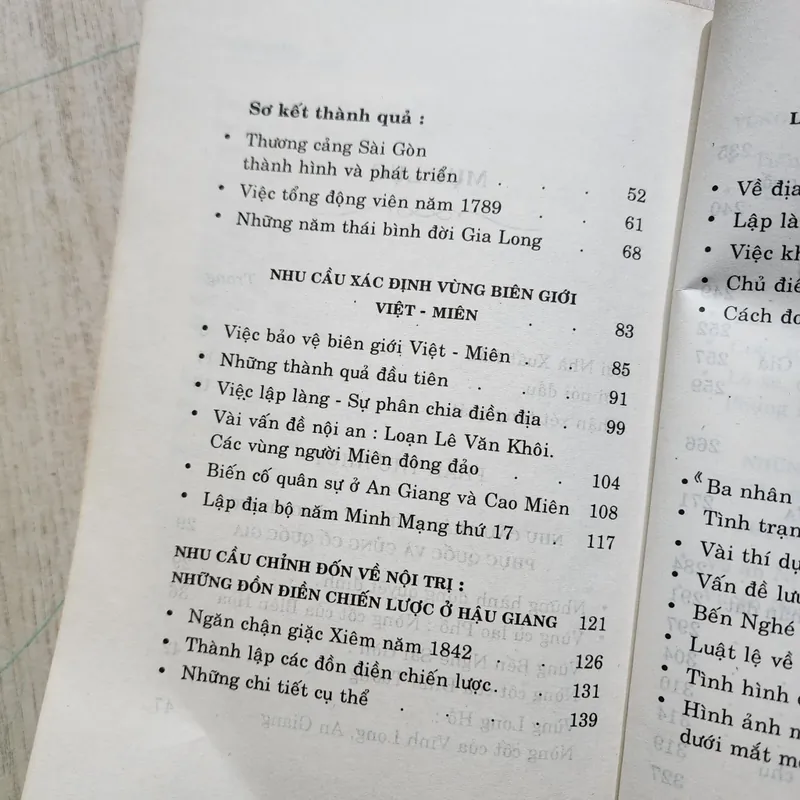 Sơ kết thành quả :
• Thương cảng Sài Gòn
thành hình và phát triển . . . 52
• Việc tổng động viên năm 1789 . . 61
• Những năm thái bình đời Gia Long . 68
NHU CẦU XÁC ĐỊNH VÙNG BIÊN GIỚI
VIỆT - MIÊN . . 83
• Việc bảo vệ biên giới Việt - Miên . . . 85
• Những thành quả đầu tiên . . . . 91
• Việc lập làng - Sự phân chia điền địa . 99
• Vài vấn đề nội an : Loạn Lê Văn Khôi.
Các vùng người Miên đông đảo . . 104
• Biến cố quân sự ở An Giang và Cao Miên 108
• Lập địa bộ năm Minh Mạng thứ 17 . . 117
NHU CẦU CHỈNH ĐỐN VỀ NỘI TRỊ :
NHỮNG ĐỒN ĐIỀN CHIẾN LƯỢC Ở HẬU GIANG 121
• Ngăn chận giặc Xiêm năm 1842 . . . 126
• Thành lập các đồn điền chiến lược. . . 131
• Những chi tiết cụ thể . . . . 139
• Về địa
• Lập là
• Việc kh
• Chủ điề
• Cách đo
• «Ba nhân
• Tình trạn
• Vài thí dụ
• Vấn đề lưu
• Bến Nghé
• Luật lệ về
• Tình hình
• Hình ảnh
dưới mắt